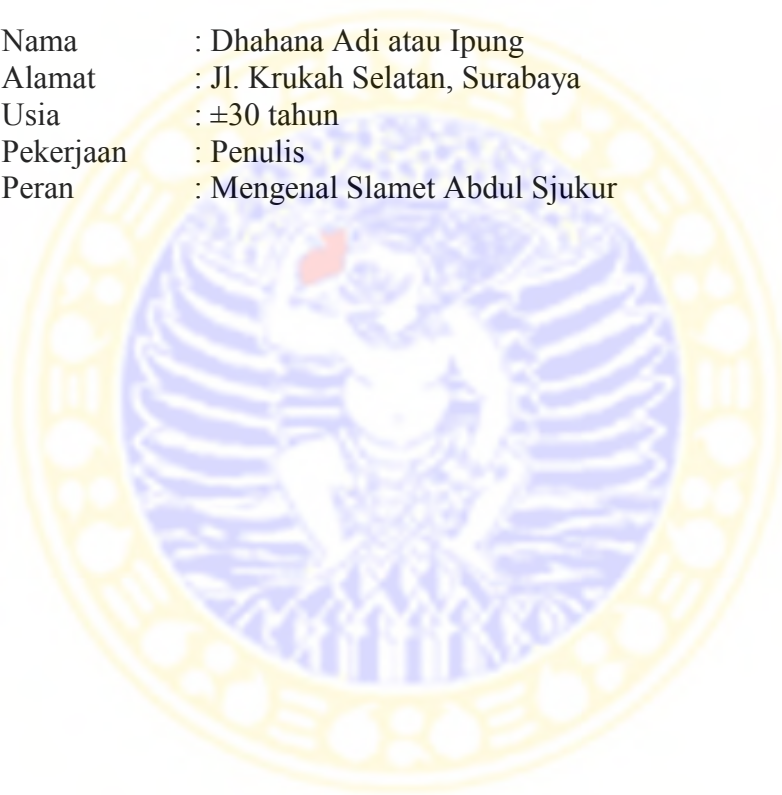 Nama : Dhahana Adi atau Ipung
Alamat : Jl. Krukah Selatan, Surabaya
Usia : ±30 tahun
Pekerjaan : Penulis
Peran : Mengenal Slamet Abdul Sjukur